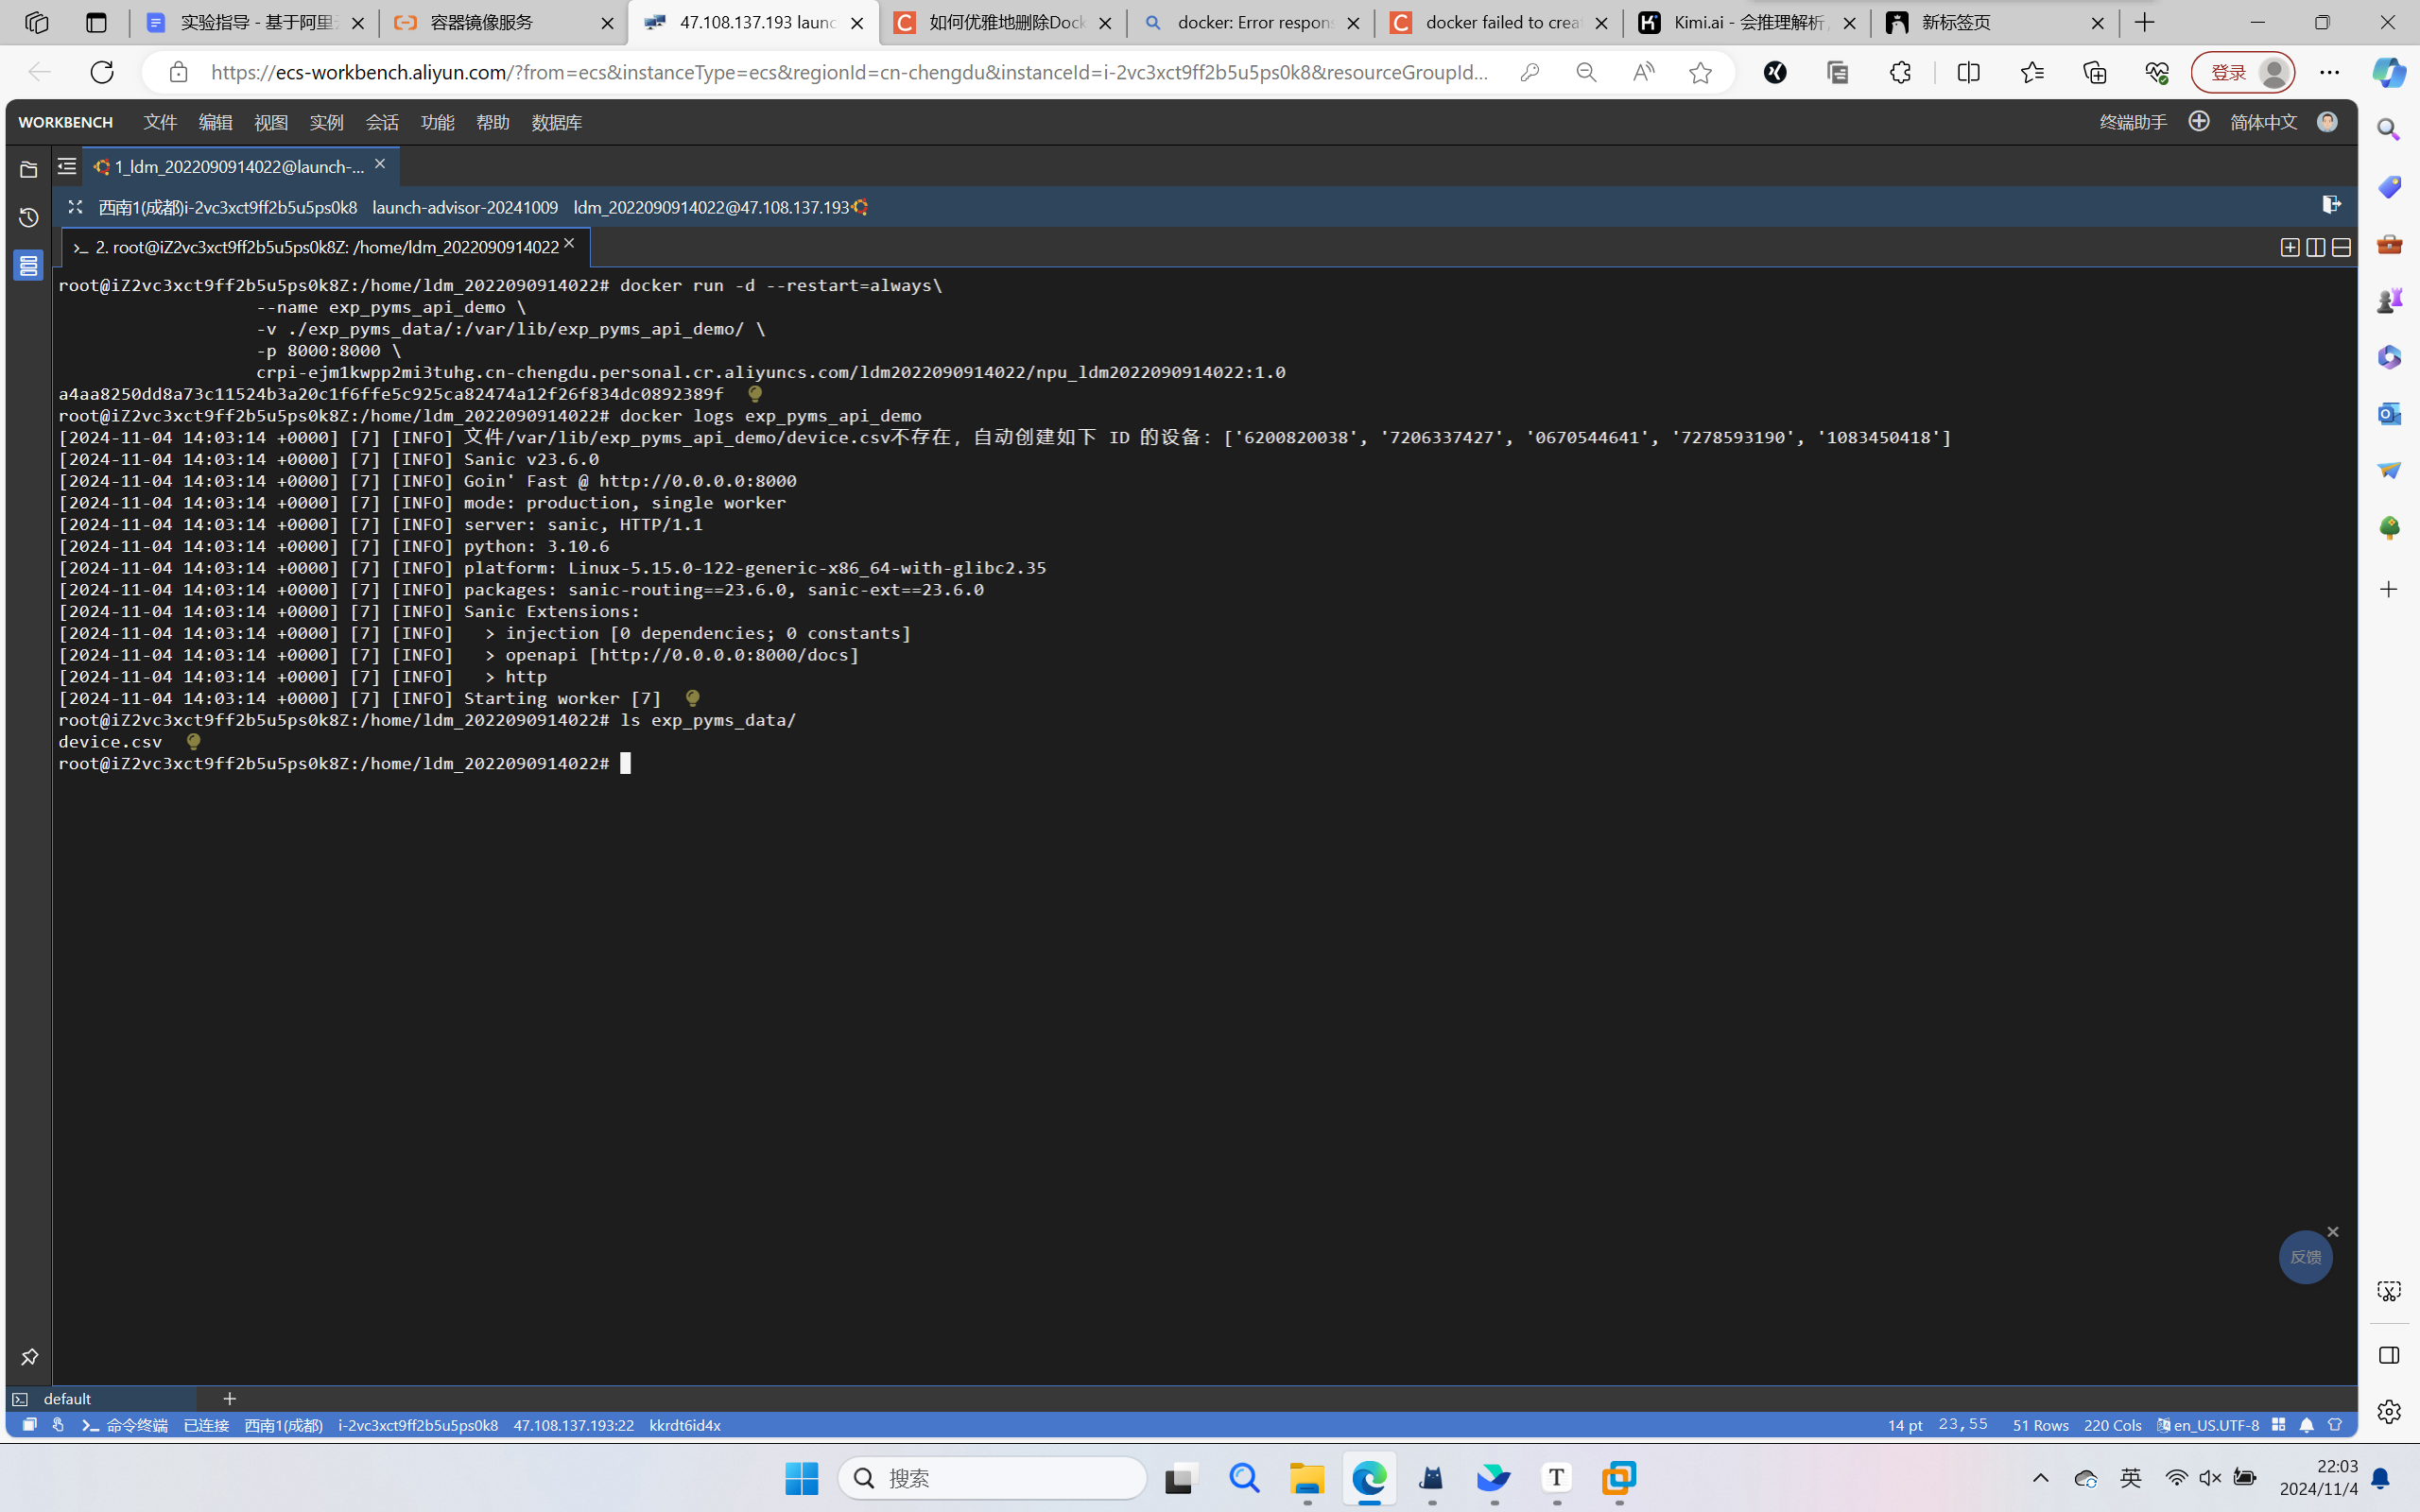 实验指导 - 基于阿里
容器镜像服务
47.108.137.193 launc
如何优雅地删除Dock
docker: Error respons
docker failed to crea
Kimi.ai - 会推理解析,
新标签页
https://ecs-workbench.aliyun.com/?from=ecs&instanceType=ecs&regionId=cn-chengdu&instanceId=i-2vc3xct9ff2b5u5ps0k8&resourceGroupId...
登录
WORKBENCH 文件 编辑 视图 实例 会话 功能 帮助 数据库 终端助手 简体中文
1_ldm_2022090914022@launch-...
西南1(成都)i-2vc3xct9ff2b5u5ps0k8 launch-advisor-20241009 ldm_2022090914022@47.108.137.193
2. root@iZ2vc3xct9ff2b5u5ps0k8Z: /home/ldm_2022090914022
root@iZ2vc3xct9ff2b5u5ps0k8Z:/home/ldm_2022090914022# docker run -d --restart=always\
--name exp_pyms_api_demo \
-v ./exp_pyms_data/:/var/lib/exp_pyms_api_demo/ \
-p 8000:8000 \
crpi-ejm1kwpp2mi3tuhg.cn-chengdu.personal.cr.aliyuncs.com/ldm2022090914022/npu_ldm2022090914022:1.0
a4aa8250dd8a73c11524b3a20c1f6ffe5c925ca82474a12f26f834dc0892389f
root@iZ2vc3xct9ff2b5u5ps0k8Z:/home/ldm_2022090914022# docker logs exp_pyms_api_demo
[2024-11-04 14:03:14 +0000] [7] [INFO] 文件/var/lib/exp_pyms_api_demo/device.csv不存在, 自动创建如下 ID 的设备: ['6200820038', '7206337427', '0670544641', '7278593190', '1083450418']
[2024-11-04 14:03:14 +0000] [7] [INFO] Sanic v23.6.0
[2024-11-04 14:03:14 +0000] [7] [INFO] Goin' Fast @ http://0.0.0.0:8000
[2024-11-04 14:03:14 +0000] [7] [INFO] mode: production, single worker
[2024-11-04 14:03:14 +0000] [7] [INFO] server: sanic, HTTP/1.1
[2024-11-04 14:03:14 +0000] [7] [INFO] python: 3.10.6
[2024-11-04 14:03:14 +0000] [7] [INFO] platform: Linux-5.15.0-122-generic-x86_64-with-glibc2.35
[2024-11-04 14:03:14 +0000] [7] [INFO] packages: sanic-routing==23.6.0, sanic-ext==23.6.0
[2024-11-04 14:03:14 +0000] [7] [INFO] Sanic Extensions:
[2024-11-04 14:03:14 +0000] [7] [INFO]   > injection [0 dependencies; 0 constants]
[2024-11-04 14:03:14 +0000] [7] [INFO]   > openapi [http://0.0.0.0:8000/docs]
[2024-11-04 14:03:14 +0000] [7] [INFO]   > http
[2024-11-04 14:03:14 +0000] [7] [INFO] Starting worker [7]
root@iZ2vc3xct9ff2b5u5ps0k8Z:/home/ldm_2022090914022# ls exp_pyms_data/
device.csv
root@iZ2vc3xct9ff2b5u5ps0k8Z:/home/ldm_2022090914022#
反馈
default
命令终端 已连接 西南1(成都) i-2vc3xct9ff2b5u5ps0k8 47.108.137.193:22 kkrdt6id4x 14 pt 23,55 51 Rows 220 Cols en_US.UTF-8
搜索
英
22:03
2024/11/4